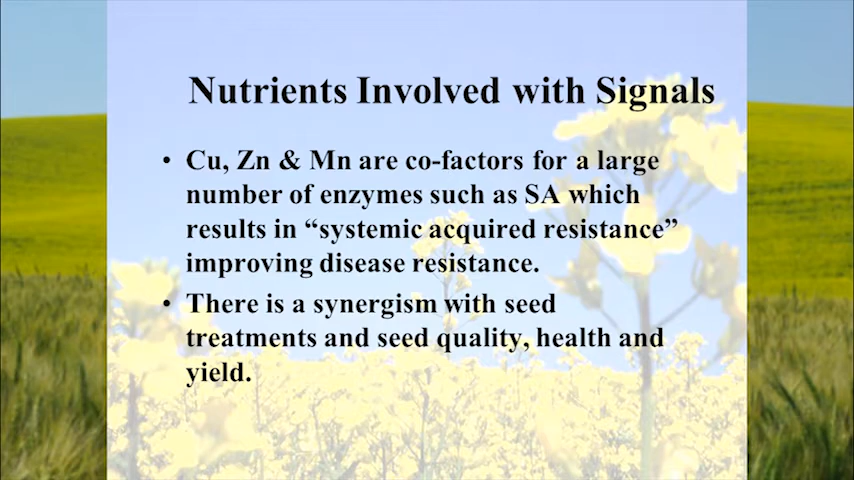 Nutrients Involved with Signals
• Cu, Zn & Mn are co-factors for a large
number of enzymes such as SA which
results in “systemic acquired resistance”
improving disease resistance.
• There is a synergism with seed
treatments and seed quality, health and
yield.